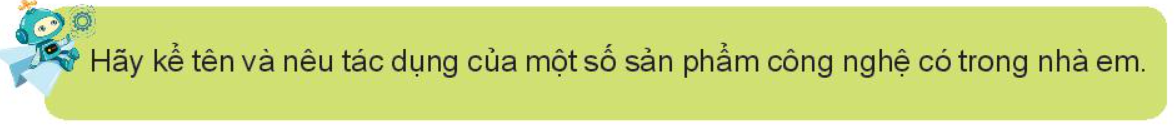 Hãy kể tên và nêu tác dụng của một số sản phẩm công nghệ có trong nhà em.